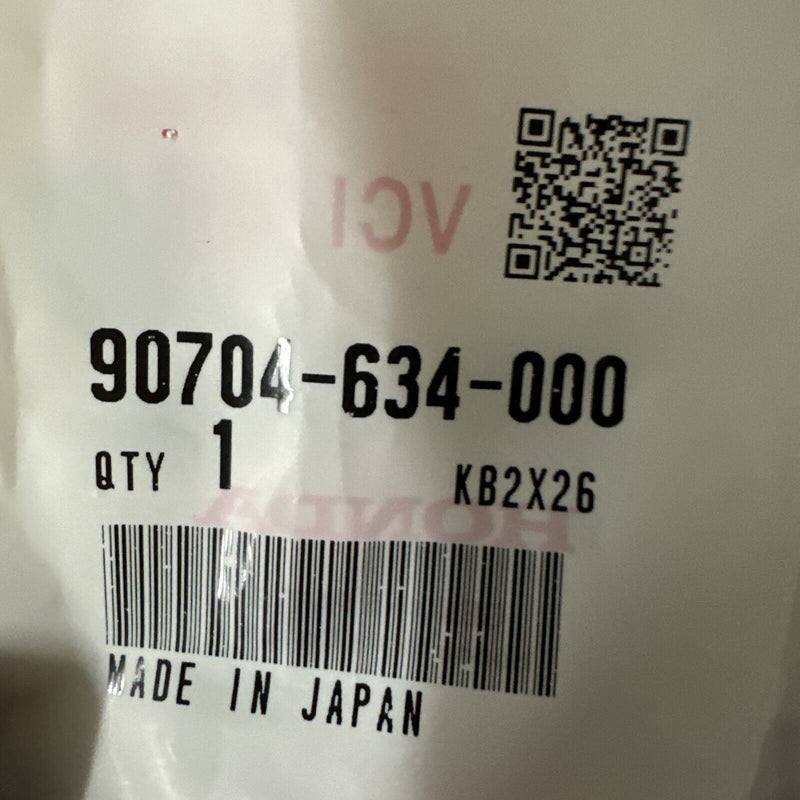 VCI
90704-634-000
QTY 1 KB2X26
HONDA
MADE IN JAPAN